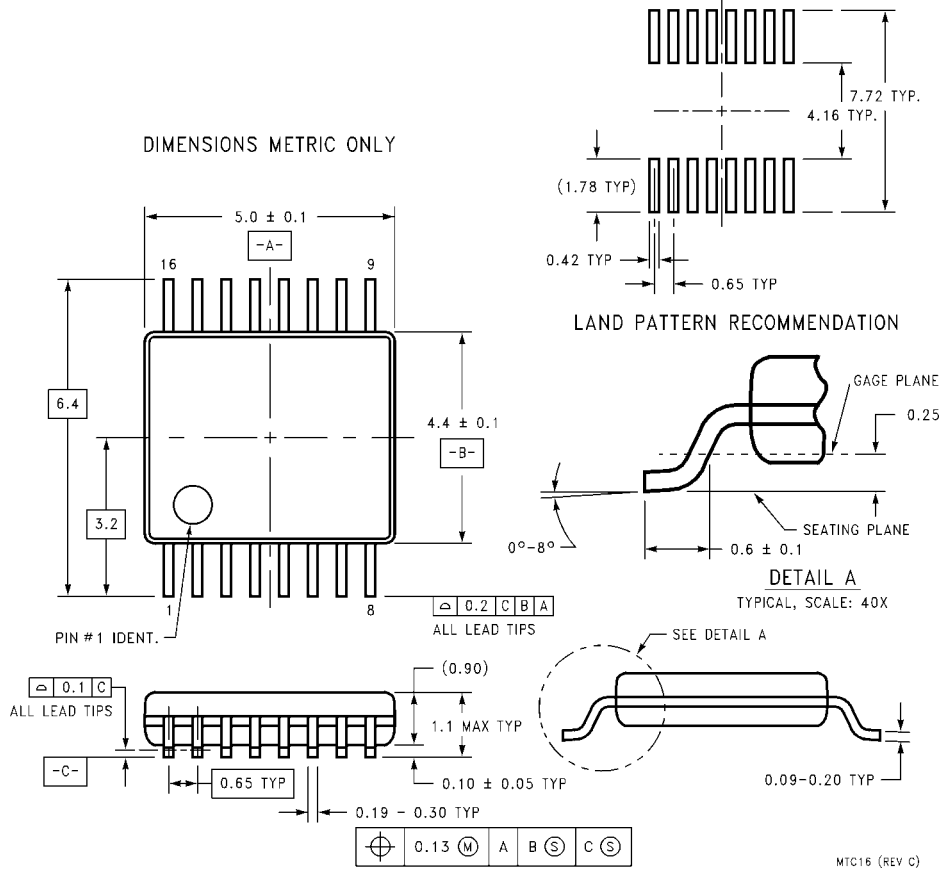 7.72 TYP.
4.16 TYP.
DIMENSIONS METRIC ONLY
(1.78 TYP)
5.0 ± 0.1
-A-
0.42 TYP
16
9
0.65 TYP
LAND PATTERN RECOMMENDATION
GAGE PLANE
6.4
0.25
4.4 ± 0.1
-B-
3.2
SEATING PLANE
0°-8°
0.6 ± 0.1
DETAIL A
TYPICAL, SCALE: 40X
1
8
⌓ 0.2 C B A
ALL LEAD TIPS
PIN #1 IDENT.
SEE DETAIL A
(0.90)
⌓ 0.1 C
ALL LEAD TIPS
1.1 MAX TYP
-C-
0.65 TYP
0.10 ± 0.05 TYP
0.09-0.20 TYP
0.19 - 0.30 TYP
⌖ 0.13 Ⓜ A B Ⓢ C Ⓢ
MTC16 (REV C)